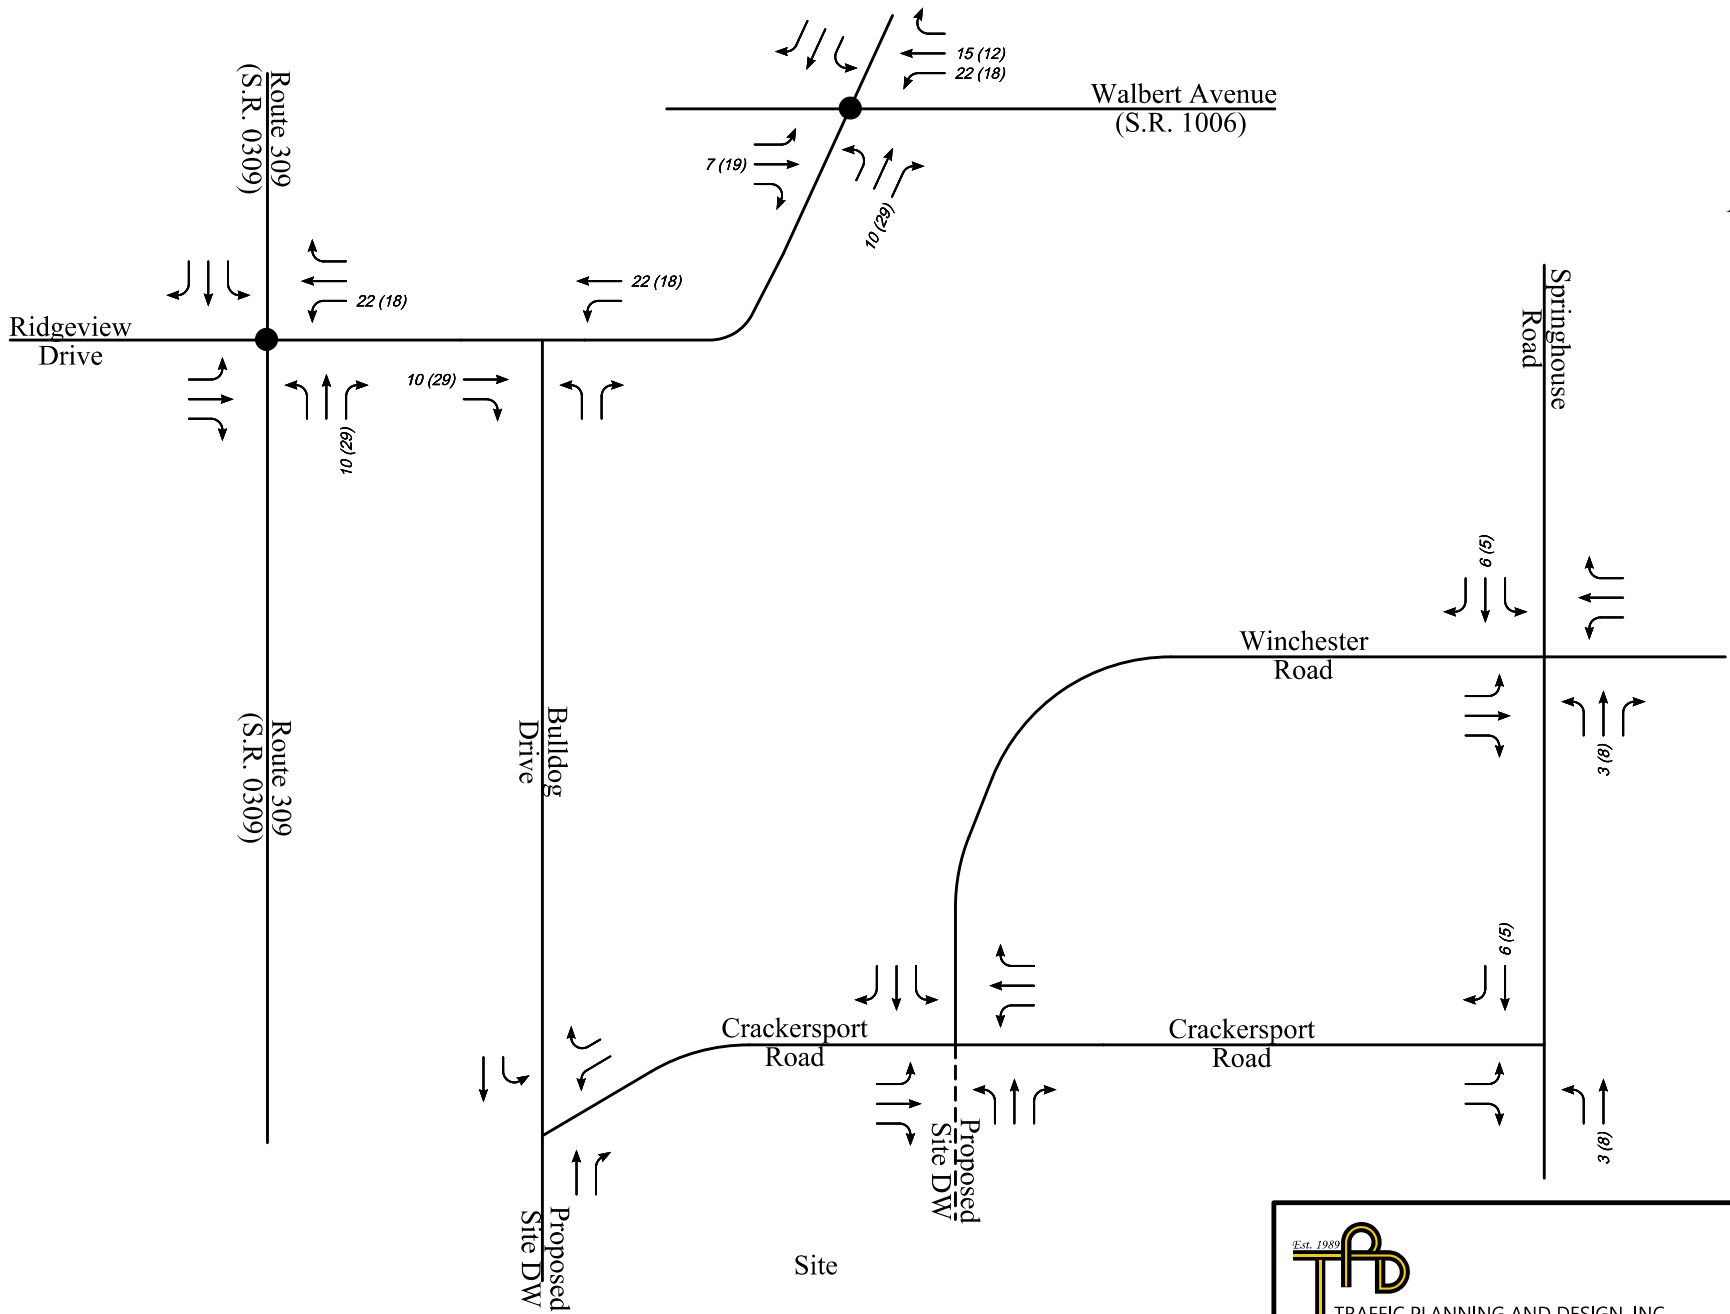 15 (12)
22 (18)
Walbert Avenue
(S.R. 1006)
7 (19)
10 (29)
Route 309
(S.R. 0309)
22 (18)
22 (18)
Ridgeview
Drive
10 (29)
10 (29)
Springhouse
Road
6 (5)
Winchester
Road
3 (8)
Route 309
(S.R. 0309)
Bulldog
Drive
6 (5)
Crackersport
Road
Crackersport
Road
3 (8)
Proposed
Site DW
Proposed
Site DW
Site
Est. 1989
TPD
TRAFFIC PLANNING AND DESIGN, INC.